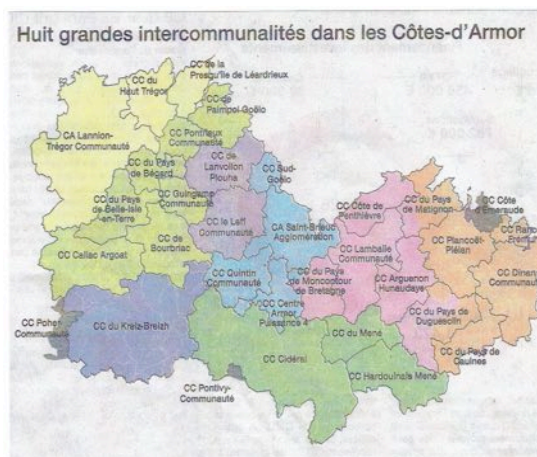 Huit grandes intercommunalités dans les Côtes-d'Armor
CC de la
Presqu'île de Léardrieux
CC du
Haut Trégor
CC de
Paimpol-Goëlo
CA Lannion-
Trégor Communauté
CC Pontrieux
Communauté
CC du Pays
de Bégard
CC de
Lanvollon
Plouha
CC Sud-
Goëlo
CC Guingamp
Communauté
CC du Pays
de Belle-Isle
en-Terre
CC le Leff
Communauté
CA Saint-Brieuc
Agglomération
CC Côte de
Penthièvre
CC du Pays
de Matignon
CC Côte
d'Emeraude
CC Rance
Frémur
CC Plancoët-
Plélan
CC de
Bourbriac
CC Callac Argoat
CC Lamballe
Communauté
CC Arguenon
Hunaudaye
CC Dinan
Communauté
CC Quintin
Communauté
CC du Pays
de Moncontour
de Bretagne
CC Centre
Armor
Puissance 4
CC du Pays de
Duguesclin
CC Poher
Communauté
CC du Kreiz-Breizh
CC du Mené
CC du Pays de
Caulnes
CC Cidéral
CC Hardouinais Mené
CC Pontivy-
Communauté